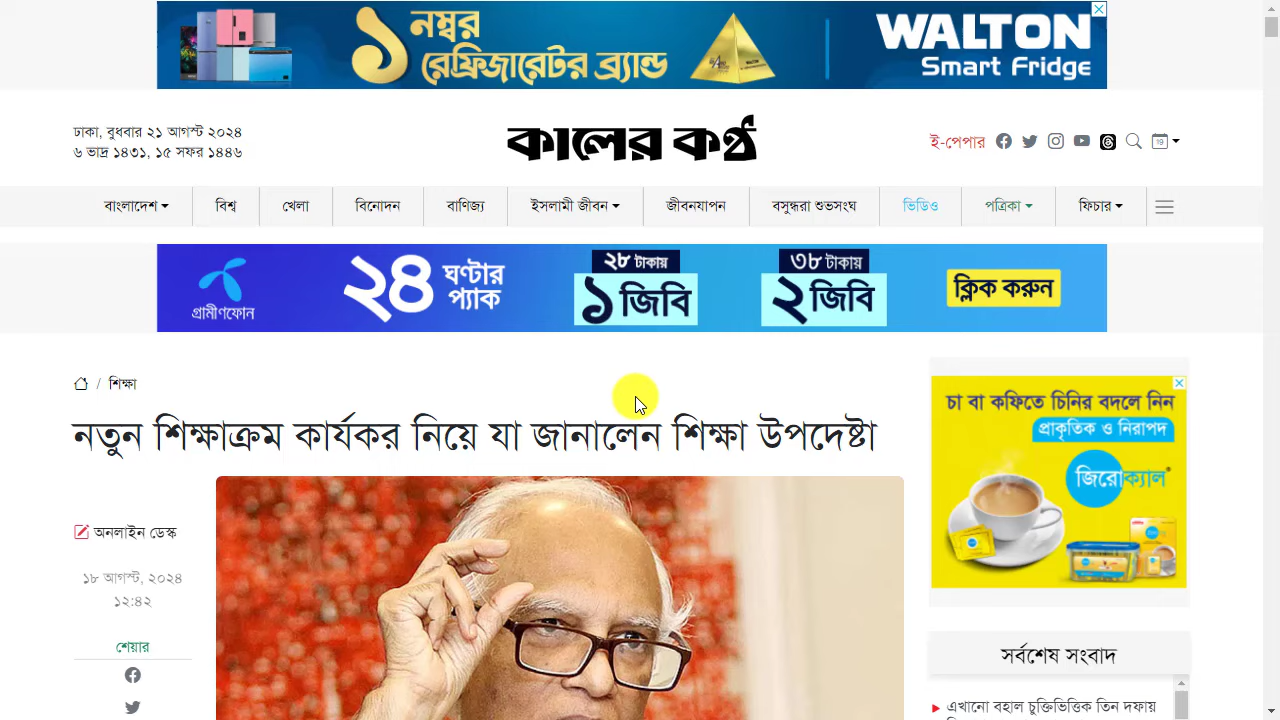 ১ নম্বর
রেফ্রিজারেটর ব্র্যান্ড
WALTON
Smart Fridge
ঢাকা, বুধবার ২১ আগস্ট ২০২৪
৬ ভাদ্র ১৪৩১, ১৫ সফর ১৪৪৬
কালের কণ্ঠ
ই-পেপার
বাংলাদেশ
বিশ্ব
খেলা
বিনোদন
বাণিজ্য
ইসলামী জীবন
জীবনযাপন
বসুন্ধরা শুভসংঘ
ভিডিও
পত্রিকা
ফিচার
গ্রামীণফোন
২৪ ঘণ্টার
প্যাক
২৮ টাকায়
১ জিবি
৩৮ টাকায়
২ জিবি
ক্লিক করুন
/ শিক্ষা
নতুন শিক্ষাক্রম কার্যকর নিয়ে যা জানালেন শিক্ষা উপদেষ্টা
অনলাইন ডেস্ক
১৮ আগস্ট, ২০২৪
১২:৪২
শেয়ার
চা বা কফিতে চিনির বদলে নিন
প্রাকৃতিক ও নিরাপদ
জিরোক্যাল
সর্বশেষ সংবাদ
এখানো বহাল চুক্তিভিত্তিক তিন দফায়